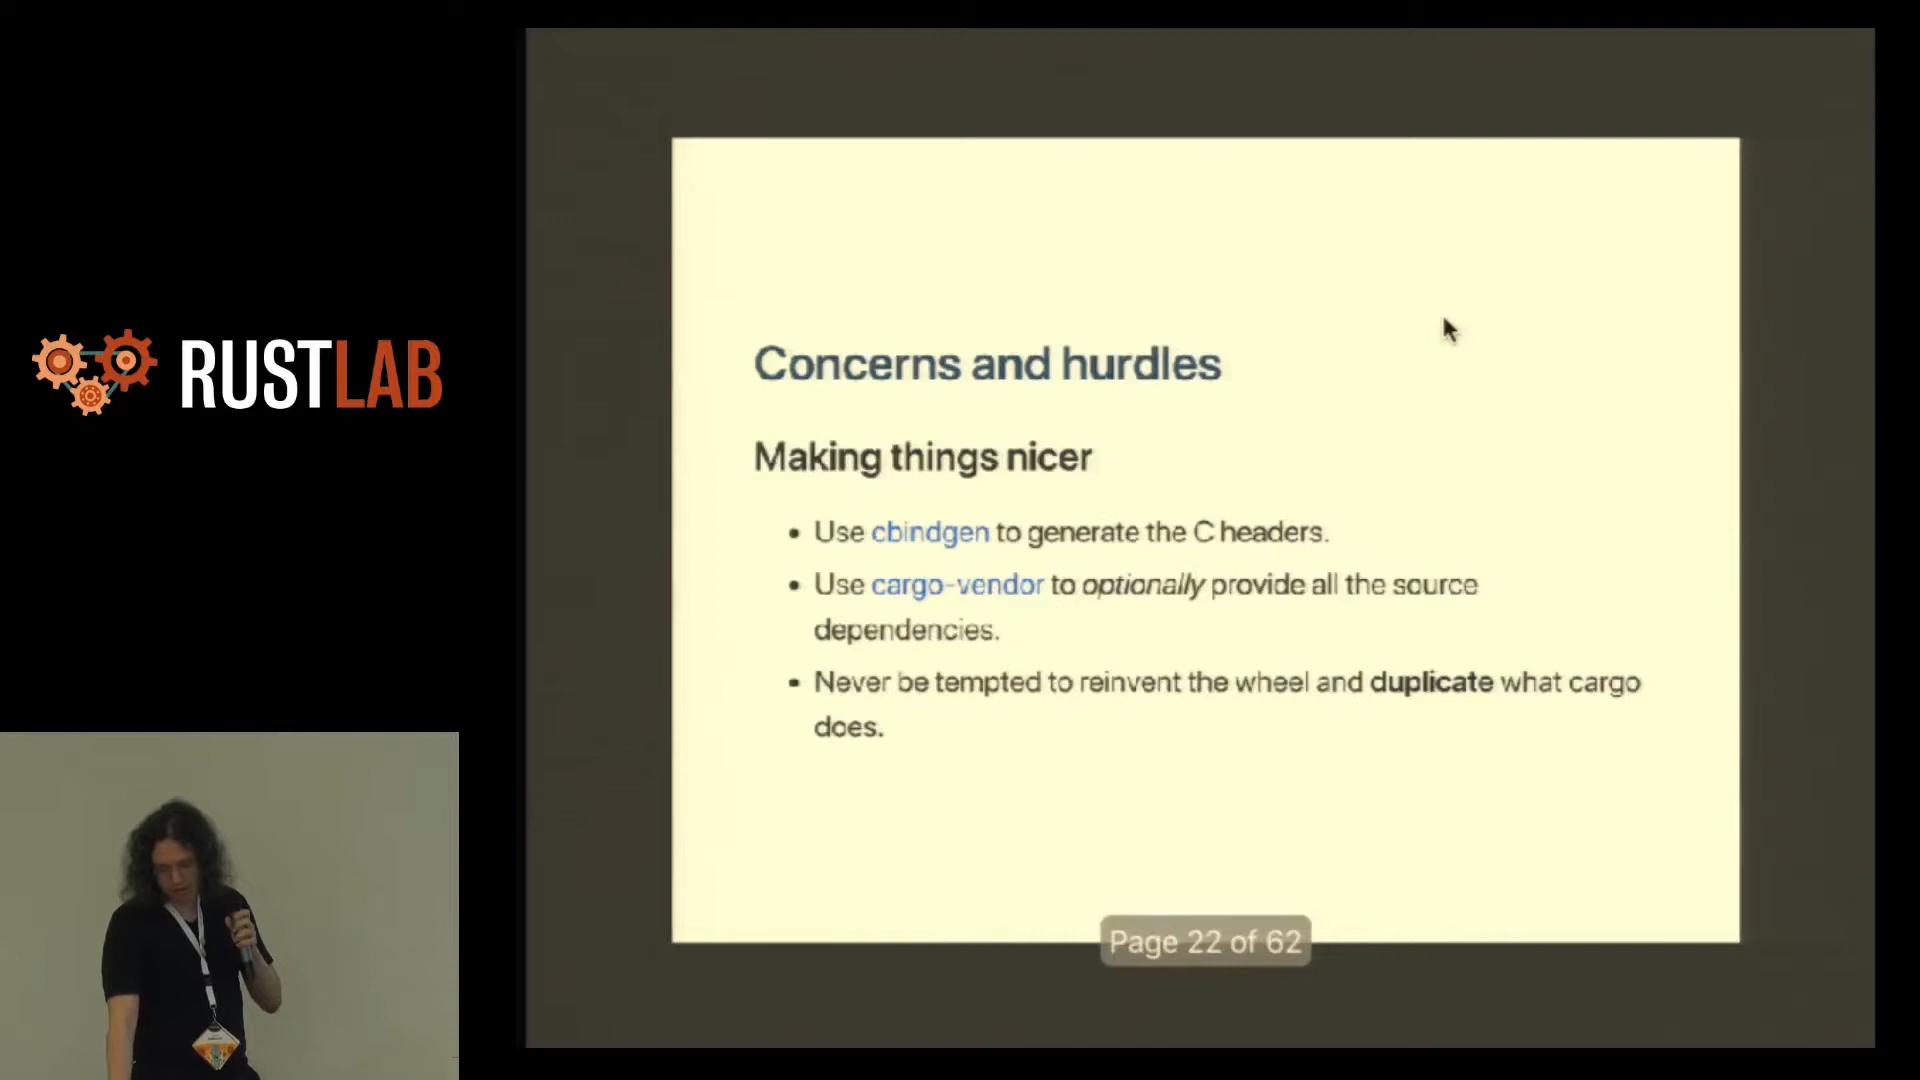 RUSTLAB
Concerns and hurdles
Making things nicer
• Use cbindgen to generate the C headers.
• Use cargo-vendor to optionally provide all the source
dependencies.
• Never be tempted to reinvent the wheel and duplicate what cargo
does.
Page 22 of 62